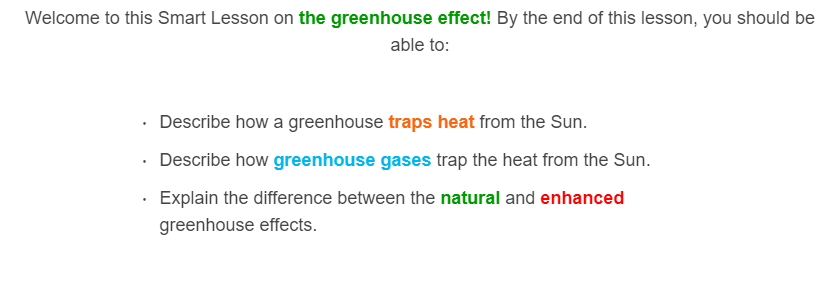 Welcome to this Smart Lesson on the greenhouse effect! By the end of this lesson, you should be
able to:
· Describe how a greenhouse traps heat from the Sun.
· Describe how greenhouse gases trap the heat from the Sun.
· Explain the difference between the natural and enhanced
greenhouse effects.